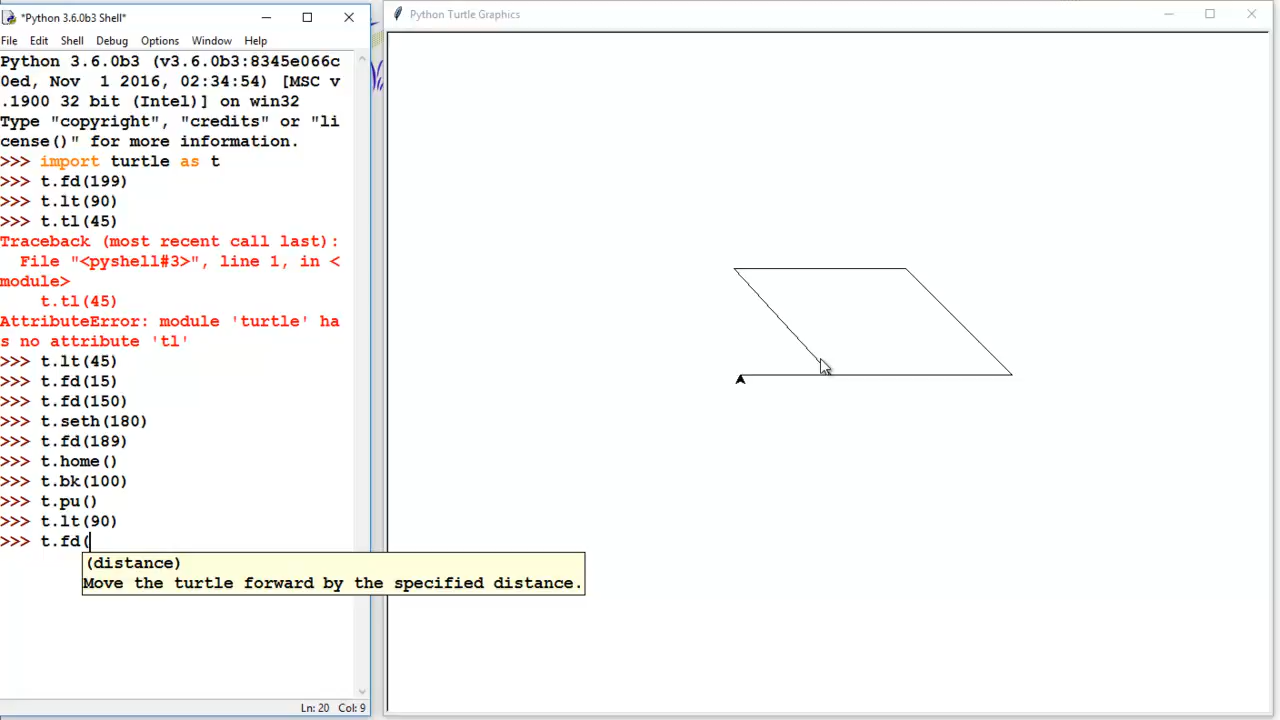 *Python 3.6.0b3 Shell*
File Edit Shell Debug Options Window Help
Python 3.6.0b3 (v3.6.0b3:8345e066c
0ed, Nov  1 2016, 02:34:54) [MSC v
.1900 32 bit (Intel)] on win32
Type "copyright", "credits" or "li
cense()" for more information.
>>> import turtle as t
>>> t.fd(199)
>>> t.lt(90)
>>> t.tl(45)
Traceback (most recent call last):
  File "<pyshell#3>", line 1, in <
module>
    t.tl(45)
AttributeError: module 'turtle' ha
s no attribute 'tl'
>>> t.lt(45)
>>> t.fd(15)
>>> t.fd(150)
>>> t.seth(180)
>>> t.fd(189)
>>> t.home()
>>> t.bk(100)
>>> t.pu()
>>> t.lt(90)
>>> t.fd(
(distance)
Move the turtle forward by the specified distance.
Ln: 20 Col: 9
Python Turtle Graphics